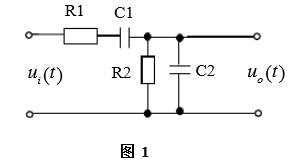 R1 C1
R2 C2
u_i(t) u_o(t)
图 1